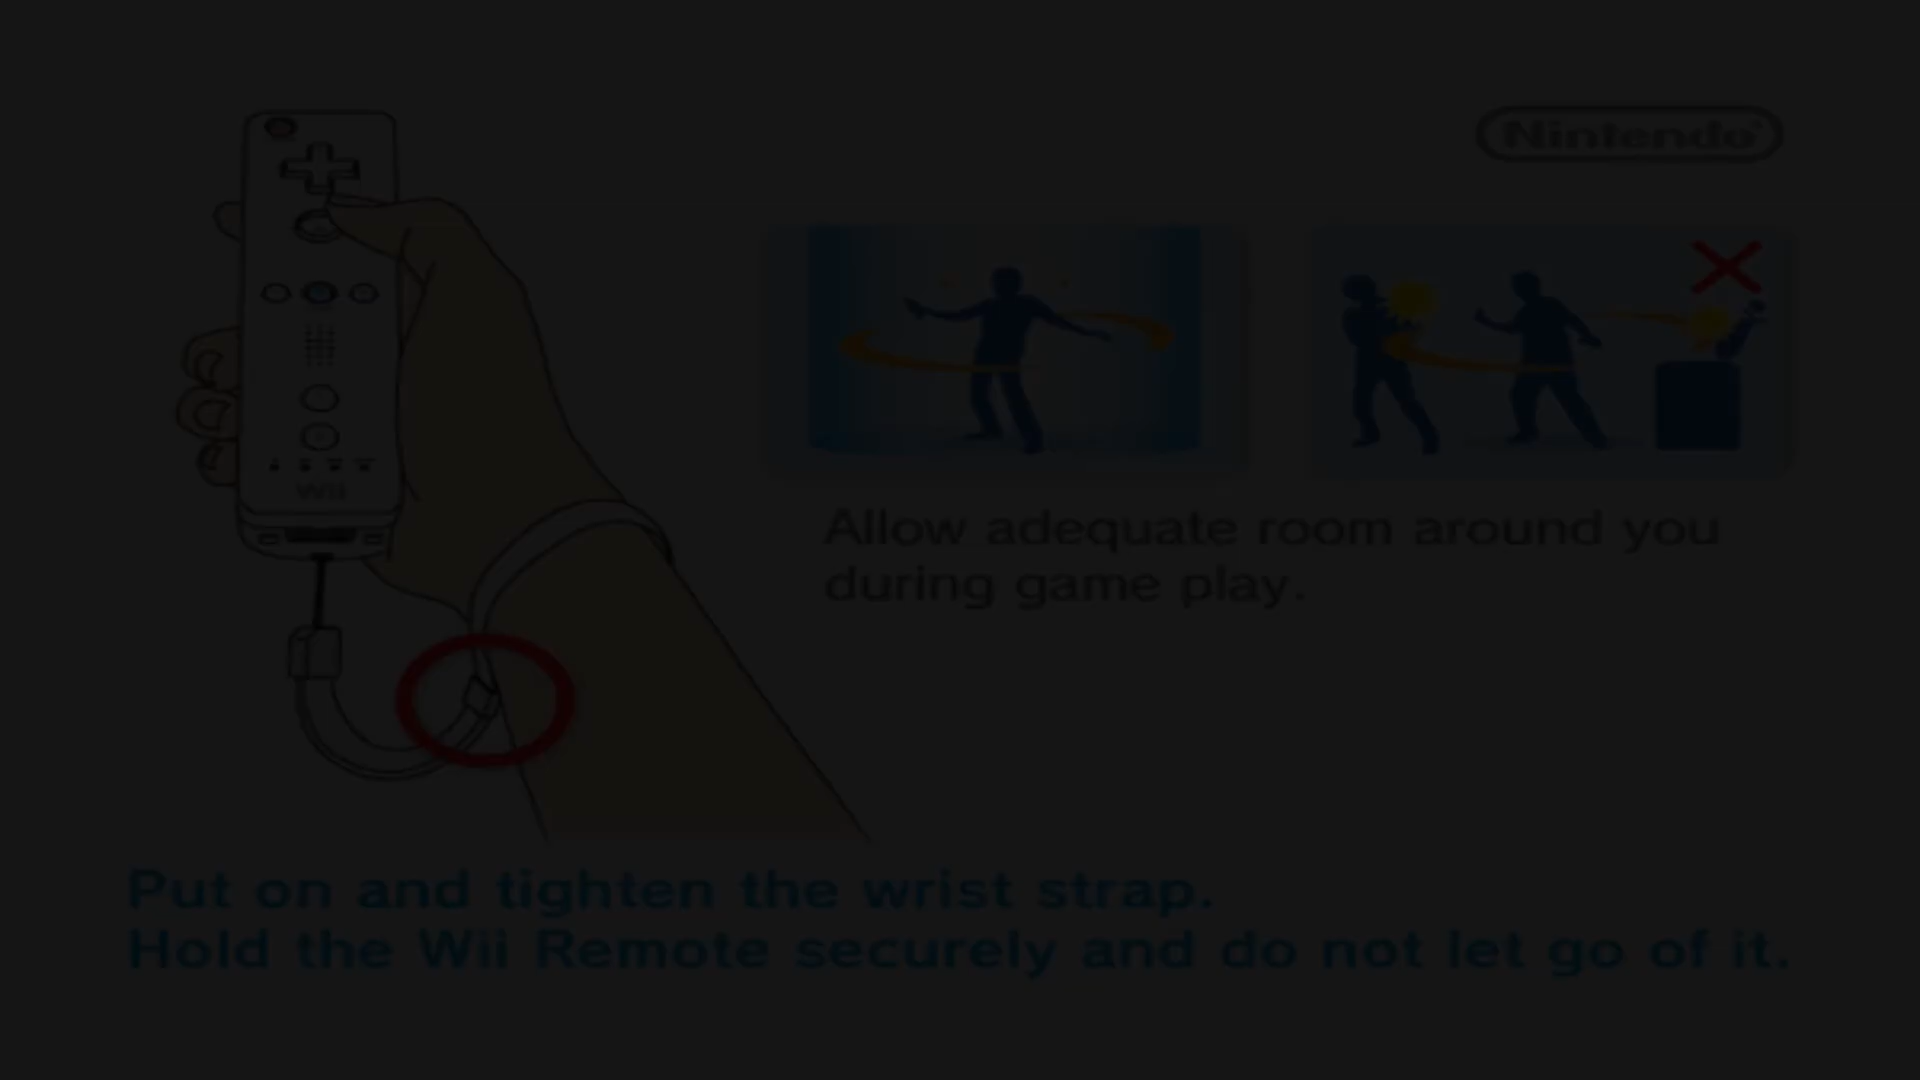 Nintendo
Wii
Allow adequate room around you
during game play.
Put on and tighten the wrist strap.
Hold the Wii Remote securely and do not let go of it.